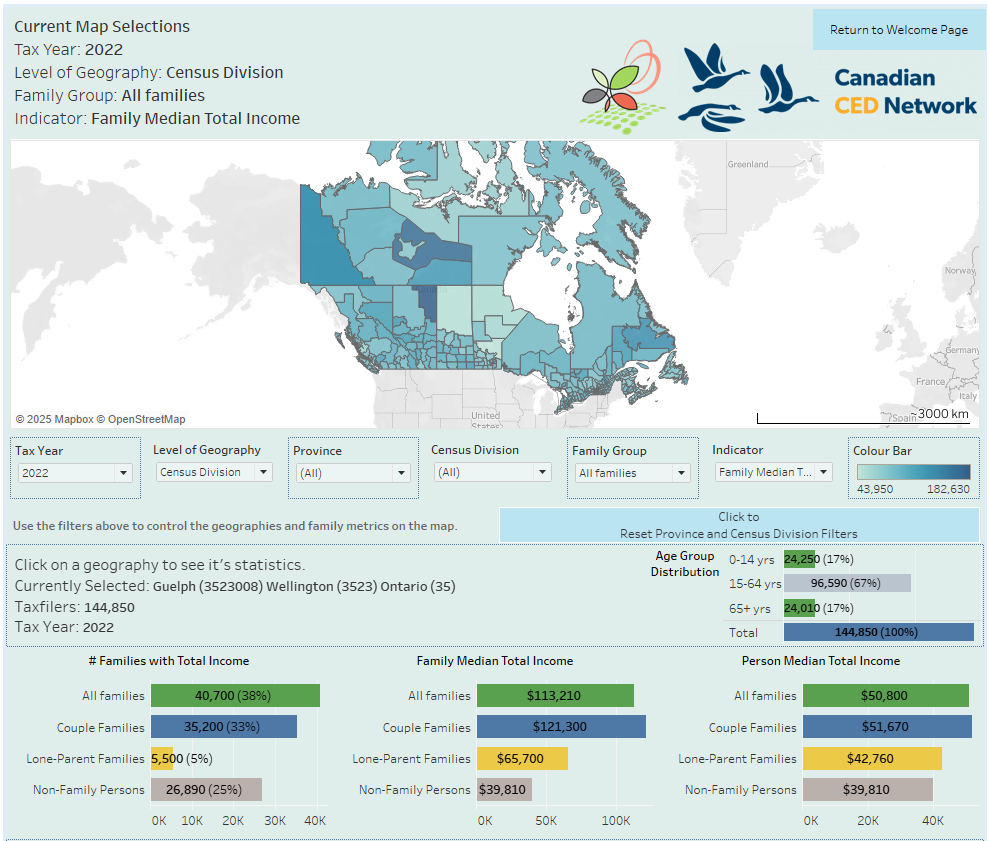 Current Map Selections
Tax Year: 2022
Level of Geography: Census Division
Family Group: All families
Indicator: Family Median Total Income
Return to Welcome Page
Canadian
CED Network
Greenland
Norway
Germany
France
Italy
Spain
United
States
© 2025 Mapbox © OpenStreetMap
~3000 km
Tax Year
2022
Level of Geography
Census Division
Province
(All)
Census Division
(All)
Family Group
All families
Indicator
Family Median T...
Colour Bar
43,950 182,630
Use the filters above to control the geographies and family metrics on the map.
Click to
Reset Province and Census Division Filters
Click on a geography to see it's statistics.
Currently Selected: Guelph (3523008) Wellington (3523) Ontario (35)
Taxfilers: 144,850
Tax Year: 2022
Age Group
Distribution
0-14 yrs 24,250 (17%)
15-64 yrs 96,590 (67%)
65+ yrs 24,010 (17%)
Total 144,850 (100%)
# Families with Total Income
All families 40,700 (38%)
Couple Families 35,200 (33%)
Lone-Parent Families 5,500 (5%)
Non-Family Persons 26,890 (25%)
0K 10K 20K 30K 40K
Family Median Total Income
All families $113,210
Couple Families $121,300
Lone-Parent Families $65,700
Non-Family Persons $39,810
0K 50K 100K
Person Median Total Income
All families $50,800
Couple Families $51,670
Lone-Parent Families $42,760
Non-Family Persons $39,810
0K 20K 40K